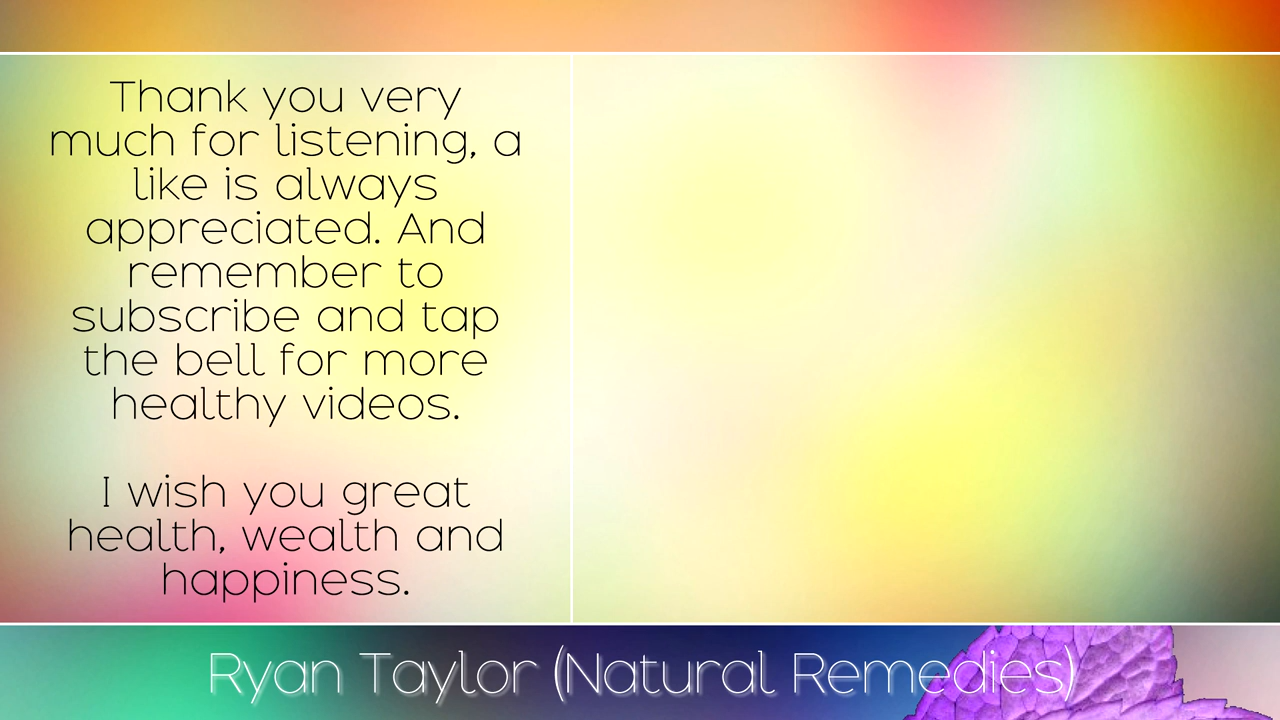 Thank you very
much for listening, a
like is always
appreciated. And
remember to
subscribe and tap
the bell for more
healthy videos.
I wish you great
health, wealth and
happiness.
Ryan Taylor (Natural Remedies)